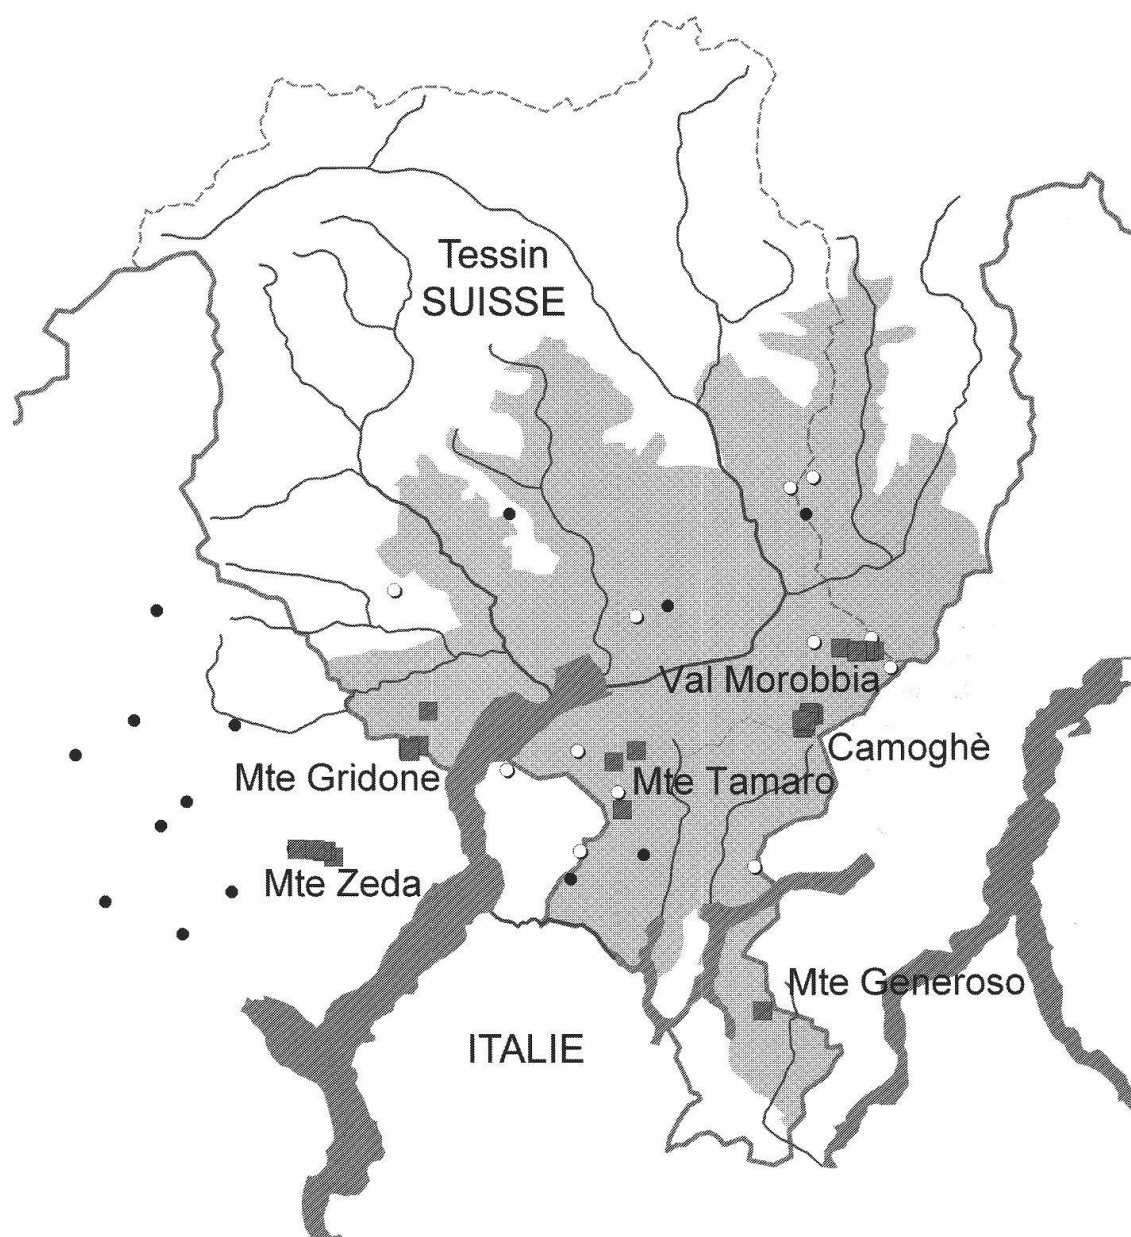 Tessin
SUISSE
Val Morobbia
Camoghè
Mte Gridone
Mte Tamaro
Mte Zeda
Mte Generoso
ITALIE